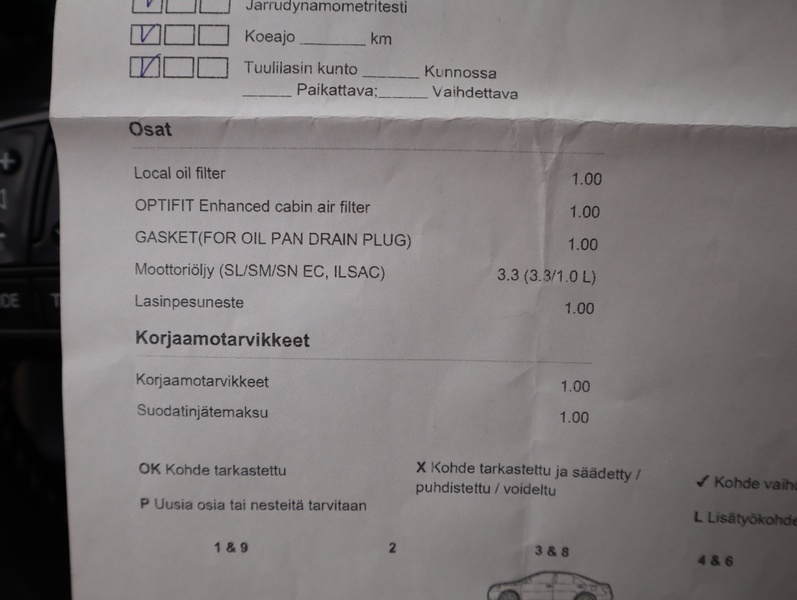 Jarrudynamometritesti
Koeajo _______ km
Tuulilasin kunto ______ Kunnossa
_____ Paikattava;_____ Vaihdettava
Osat
Local oil filter 1.00
OPTIFIT Enhanced cabin air filter 1.00
GASKET(FOR OIL PAN DRAIN PLUG) 1.00
Moottoriöljy (SL/SM/SN EC, ILSAC) 3.3 (3.3/1.0 L)
Lasinpesuneste 1.00
Korjaamotarvikkeet
Korjaamotarvikkeet 1.00
Suodatinjätemaksu 1.00
OK Kohde tarkastettu
X Kohde tarkastettu ja säädetty /
puhdistettu / voideltu
✓ Kohde vaih
P Uusia osia tai nesteitä tarvitaan
L Lisätyökohde
1 & 9 2 3 & 8 4 & 6